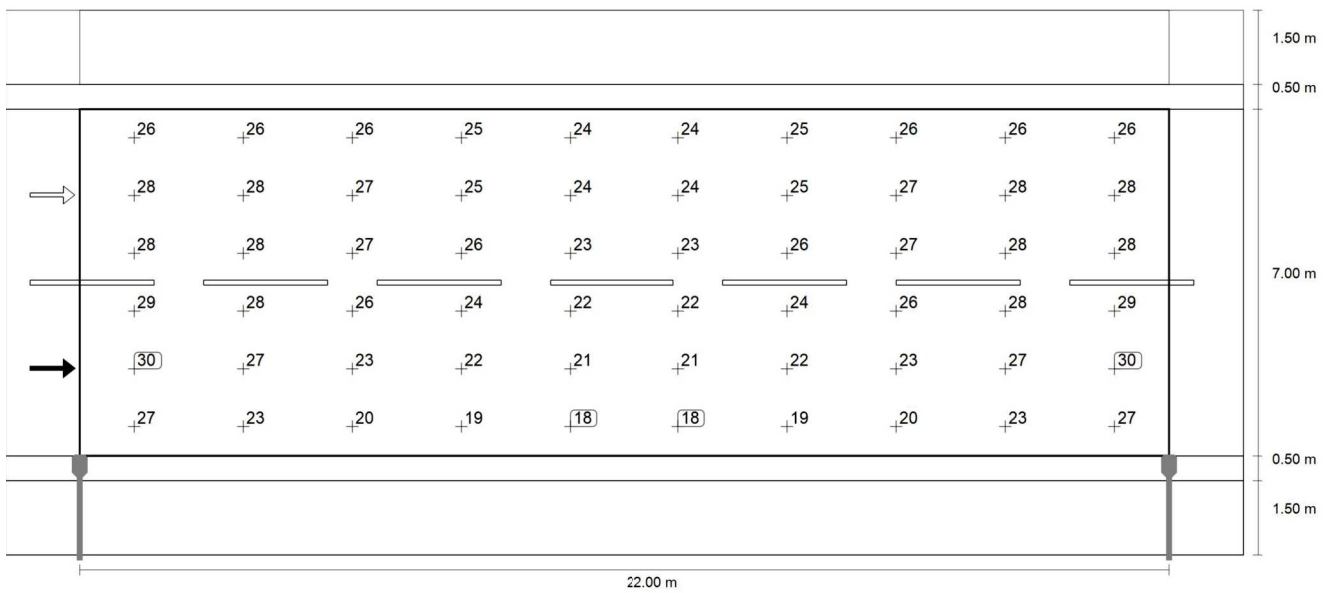 1.50 m
0.50 m
26 26 26 25 24 24 25 26 26 26
28 28 27 25 24 24 25 27 28 28
28 28 27 26 23 23 26 27 28 28
7.00 m
29 28 26 24 22 22 24 26 28 29
30 27 23 22 21 21 22 23 27 30
27 23 20 19 18 18 19 20 23 27
0.50 m
1.50 m
22.00 m